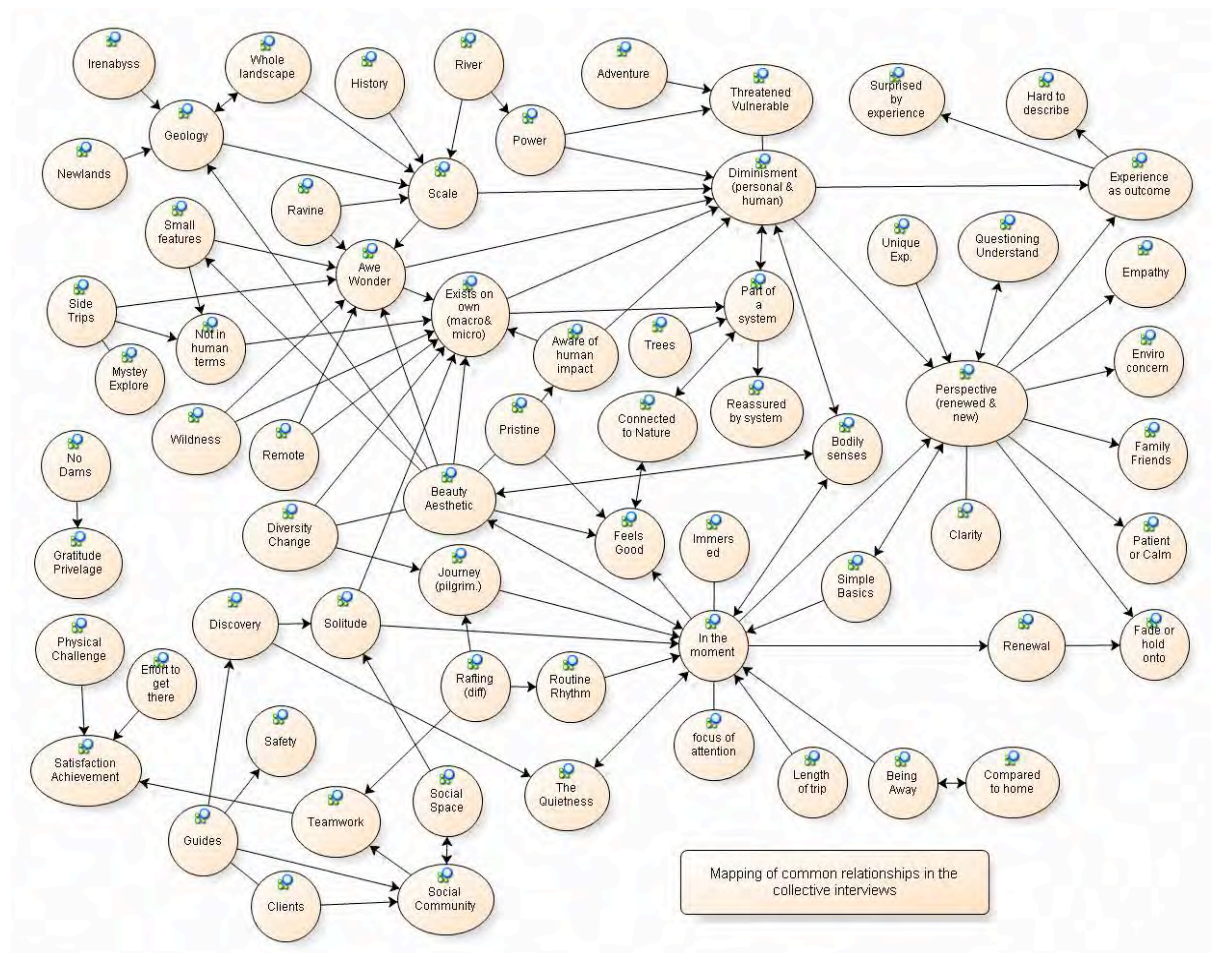 Irenabyss
Whole
landscape
History
River
Adventure
Threatened
Vulnerable
Surprised
by
experience
Hard to
describe
Geology
Power
Newlands
Scale
Diminisment
(personal &
human)
Experience
as outcome
Ravine
Small
features
Unique
Exp.
Questioning
Understand
Awe
Wonder
Empathy
Side
Trips
Exists on
own
(macro&
micro)
Part of
a
system
Not in
human
terms
Aware of
human
impact
Trees
Mystey
Explore
Enviro
concern
Perspective
(renewed &
new)
Wildness
Remote
Pristine
Connected
to Nature
Reassured
by system
Bodily
senses
Family
Friends
No
Dams
Beauty
Aesthetic
Diversity
Change
Feels
Good
Immers
ed
Clarity
Patient
or Calm
Gratitude
Privelage
Journey
(pilgrim.)
Simple
Basics
Discovery
Solitude
In the
moment
Renewal
Fade or
hold
onto
Physical
Challenge
Effort to
get
there
Rafting
(diff)
Routine
Rhythm
Safety
focus of
attention
Satisfaction
Achievement
Length
of trip
Being
Away
Compared
to home
The
Quietness
Social
Space
Teamwork
Guides
Clients
Social
Community
Mapping of common relationships in the
collective interviews